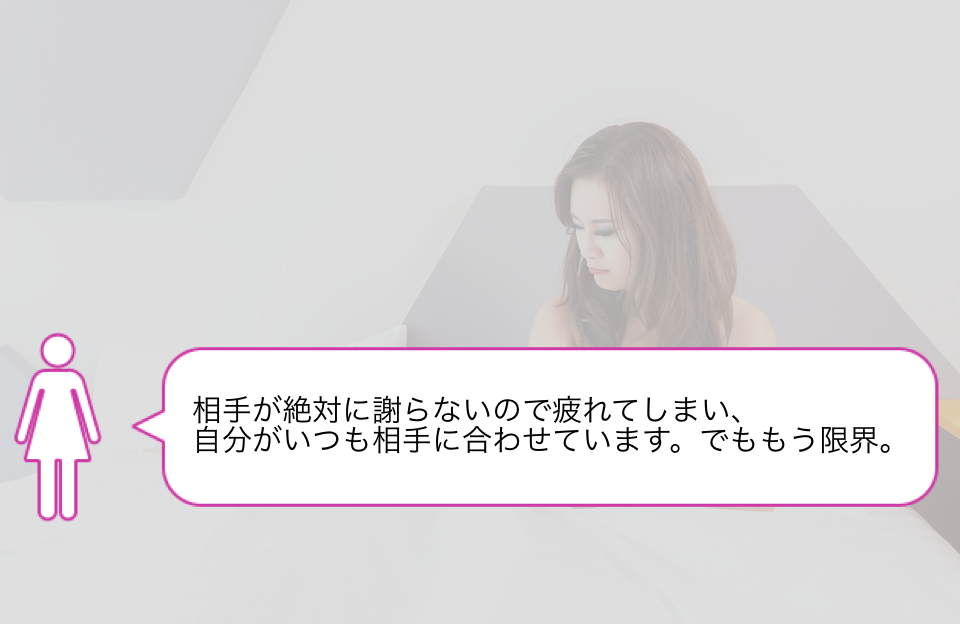 相手が絶対に謝らないので疲れてしまい、
自分がいつも相手に合わせています。でももう限界。